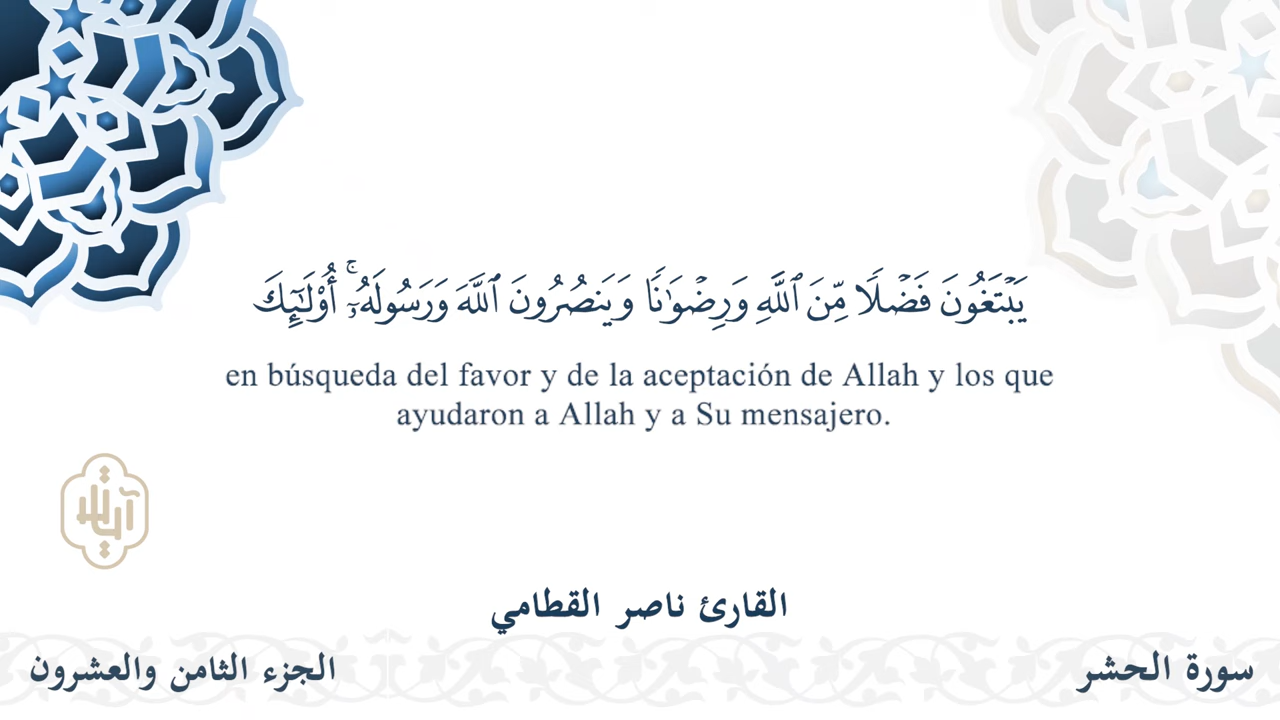 يَبۡتَغُونَ فَضۡلٗا مِّنَ ٱللَّهِ وَرِضۡوَٰنٗا وَيَنصُرُونَ ٱللَّهَ وَرَسُولَهُۥٓۚ أُوْلَٰٓئِكَ
en búsqueda del favor y de la aceptación de Allah y los que
ayudaron a Allah y a Su mensajero.
القارئ ناصر القطامي
سورة الحشر
الجزء الثامن والعشرون